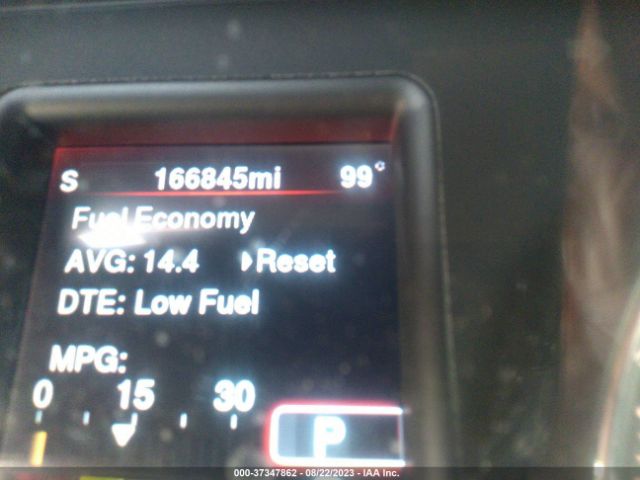 S 166845mi 99°
Fuel Economy
AVG: 14.4 Reset
DTE: Low Fuel
MPG:
0 15 30
P
000-37347862 - 08/22/2023 - IAA Inc.